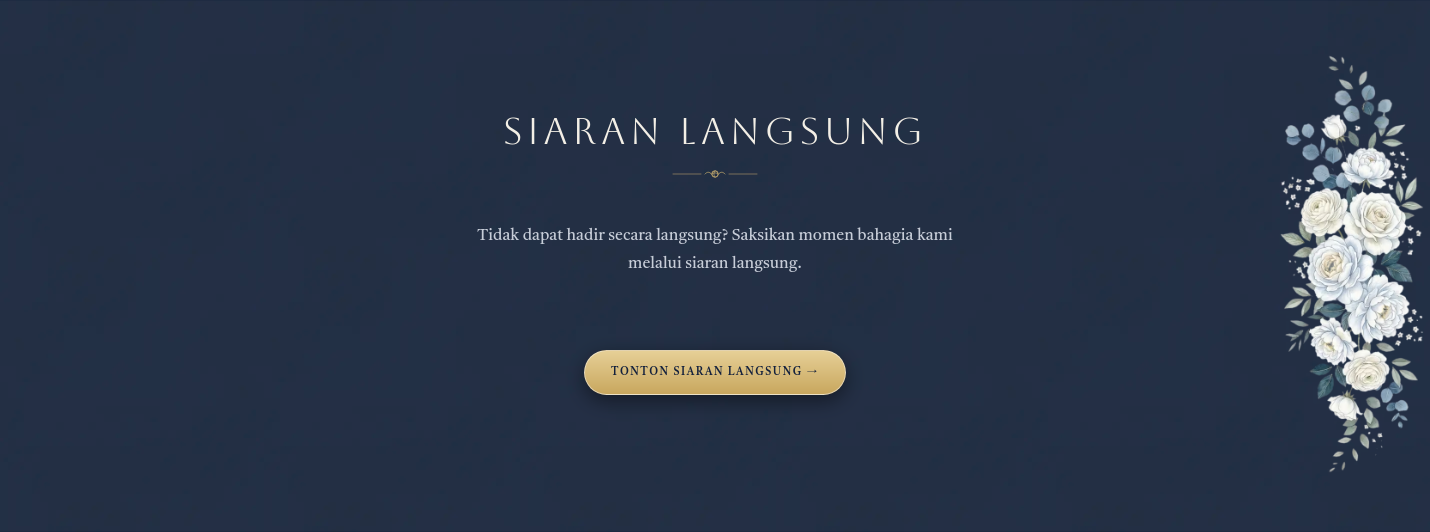 SIARAN LANGSUNG
Tidak dapat hadir secara langsung? Saksikan momen bahagia kami
melalui siaran langsung.
TONTON SIARAN LANGSUNG →